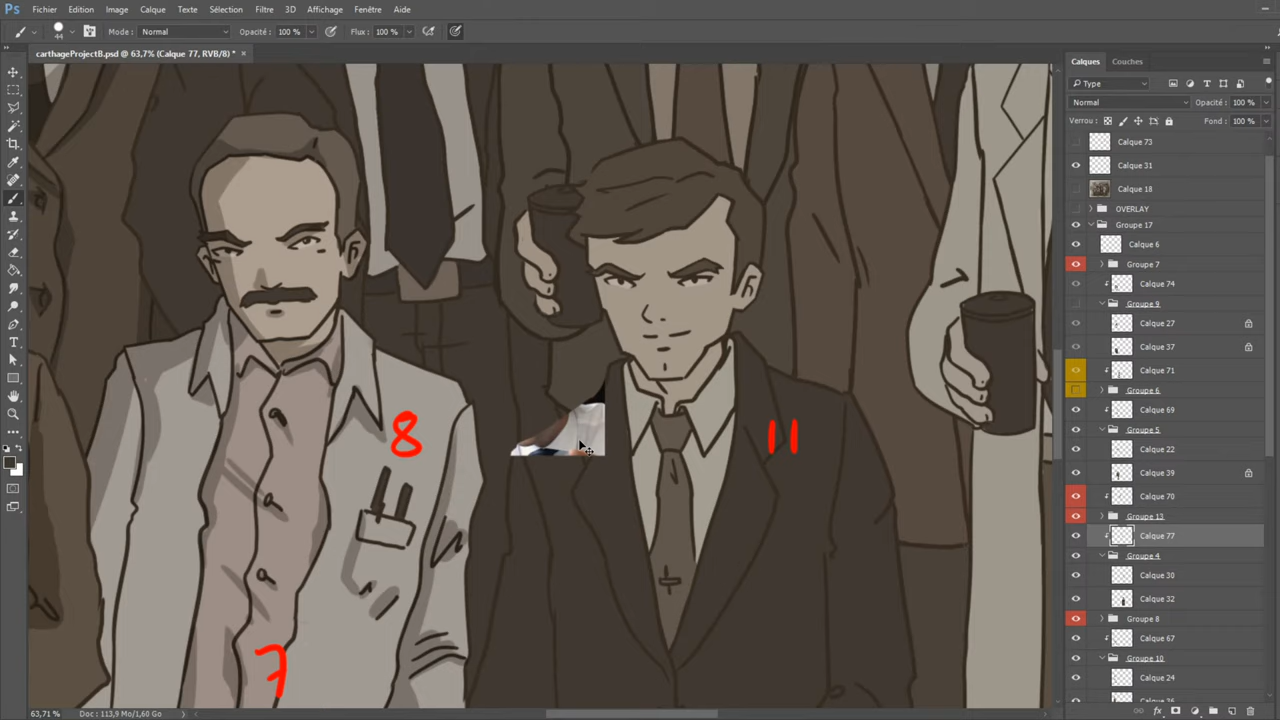 Ps Fichier Edition Image Calque Texte Sélection Filtre 3D Affichage Fenêtre Aide
44 Mode : Normal Opacité : 100 % Flux : 100 %
carthageProjectB.psd @ 63,7% (Calque 77, RVB/8) * ×
Calques Couches
Type
Normal Opacité : 100 %
Verrou : Fond : 100 %
Calque 73
Calque 31
Calque 18
OVERLAY
Groupe 17
Calque 6
Groupe 7
Calque 74
Groupe 9
Calque 27
Calque 37
Calque 71
Groupe 6
Calque 69
Groupe 5
Calque 22
Calque 39
Calque 70
Groupe 13
Calque 77
Groupe 4
Calque 30
Calque 32
Groupe 8
Calque 67
Groupe 10
Calque 24
8
11
7
63,71 % Doc : 113,9 Mo/1,60 Go
fx